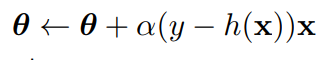 θ ← θ + α(y − h(x))x